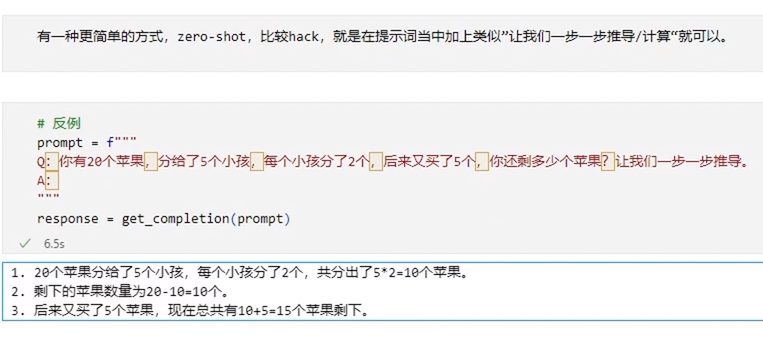 有一种更简单的方式，zero-shot，比较hack，就是在提示词当中加上类似”让我们一步一步推导/计算“就可以。
# 反例
prompt = f"""
Q：你有20个苹果，分给了5个小孩，每个小孩分了2个，后来又买了5个，你还剩多少个苹果？让我们一步一步推导。
A：
"""
response = get_completion(prompt)
✓ 6.5s
1. 20个苹果分给了5个小孩，每个小孩分了2个，共分出了5*2=10个苹果。
2. 剩下的苹果数量为20-10=10个。
3. 后来又买了5个苹果，现在总共有10+5=15个苹果剩下。